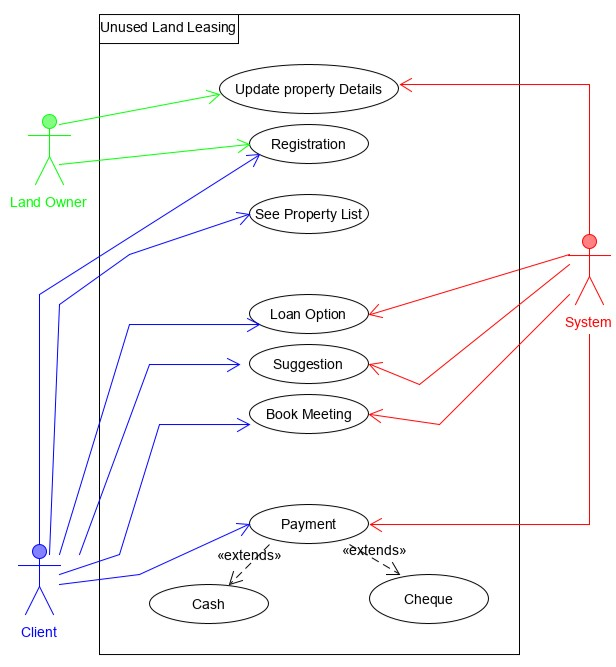 Unused Land Leasing
Update property Details
Registration
Land Owner
See Property List
Loan Option
System
Suggestion
Book Meeting
Payment
«extends»
«extends»
Cash
Cheque
Client